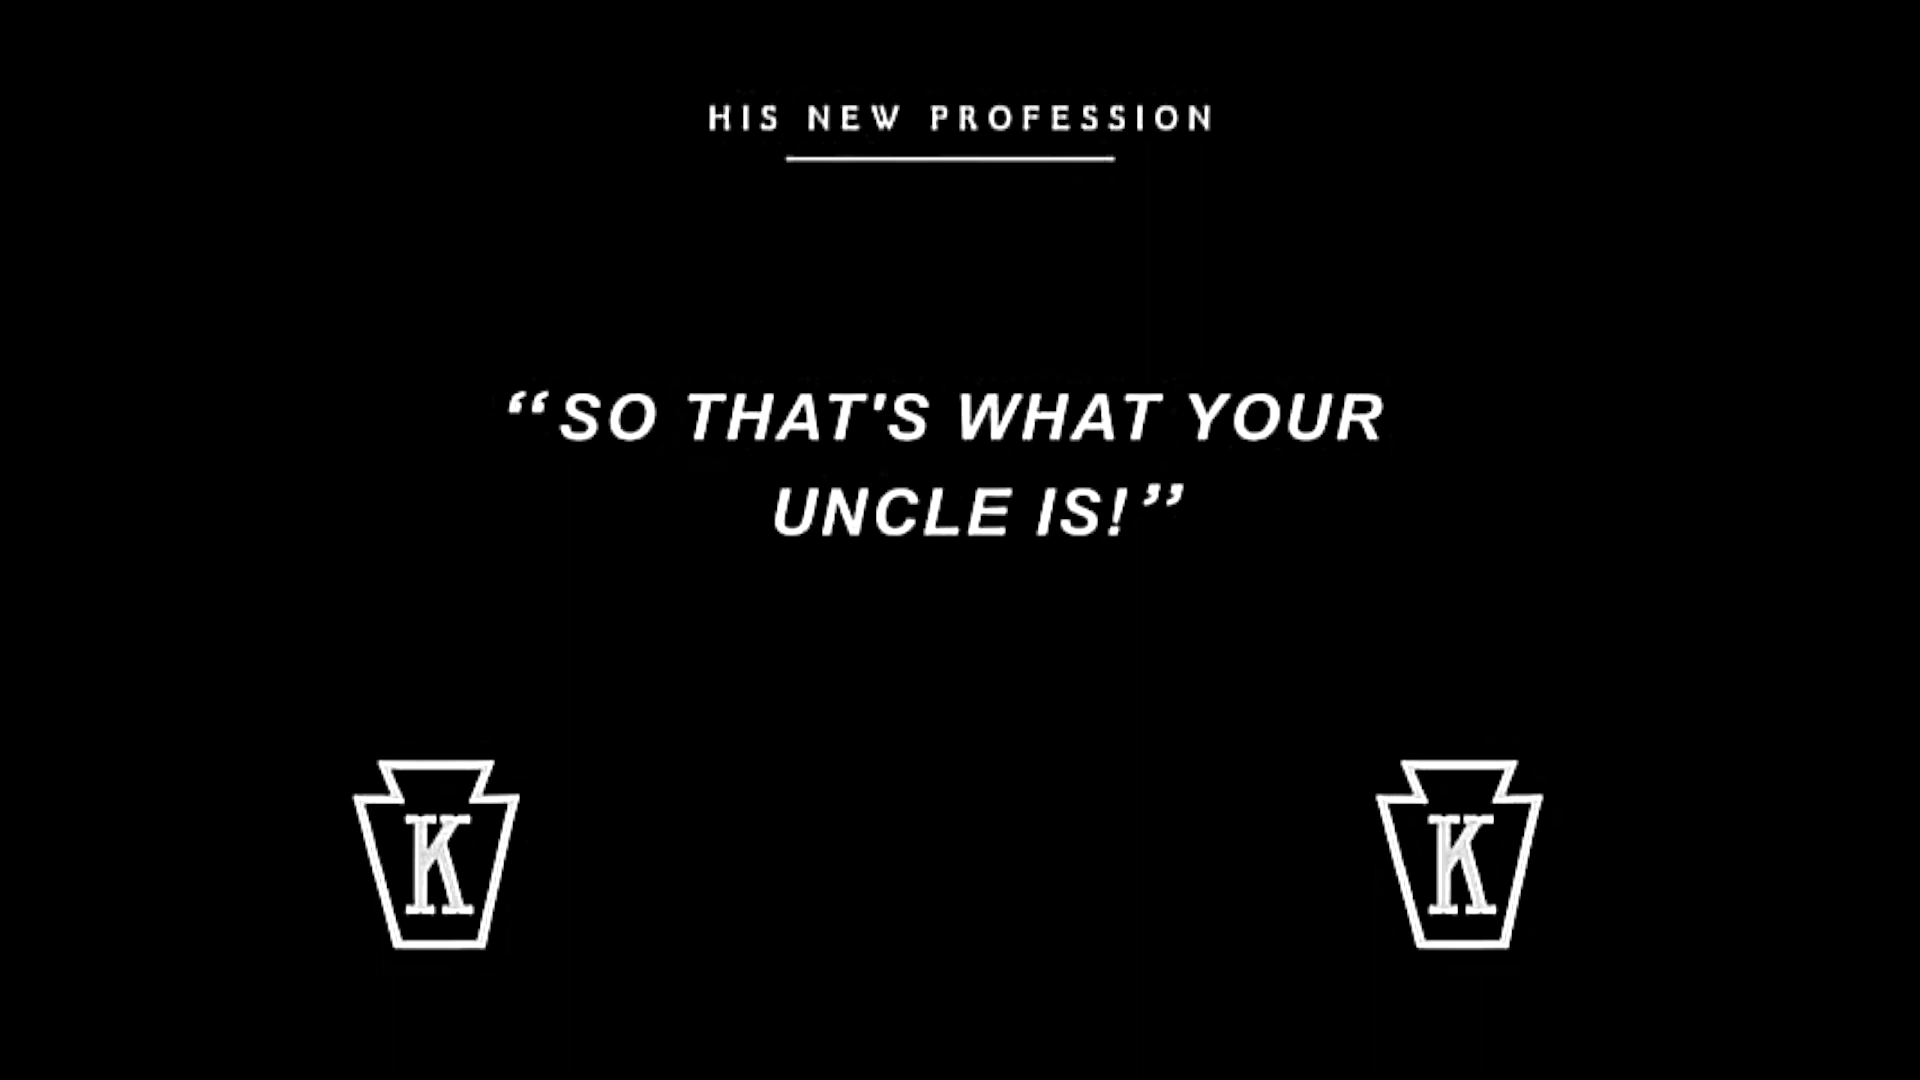 HIS NEW PROFESSION
“SO THAT'S WHAT YOUR
UNCLE IS!”
K K